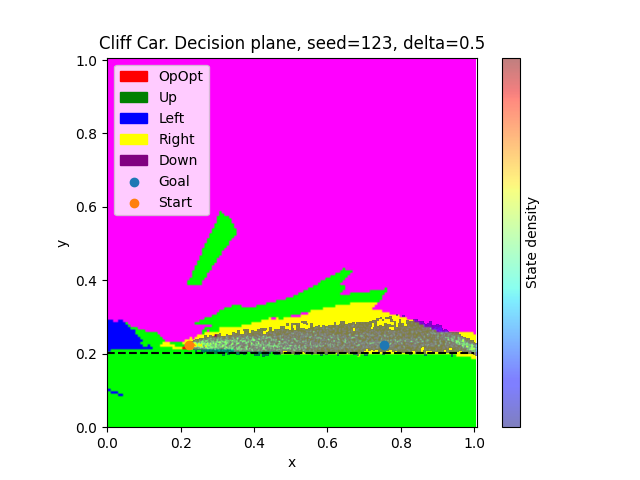 Cliff Car. Decision plane, seed=123, delta=0.5
1.0
0.8
0.6
0.4
0.2
0.0
y
OpOpt
Up
Left
Right
Down
Goal
Start
0.0 0.2 0.4 0.6 0.8 1.0
x
State density